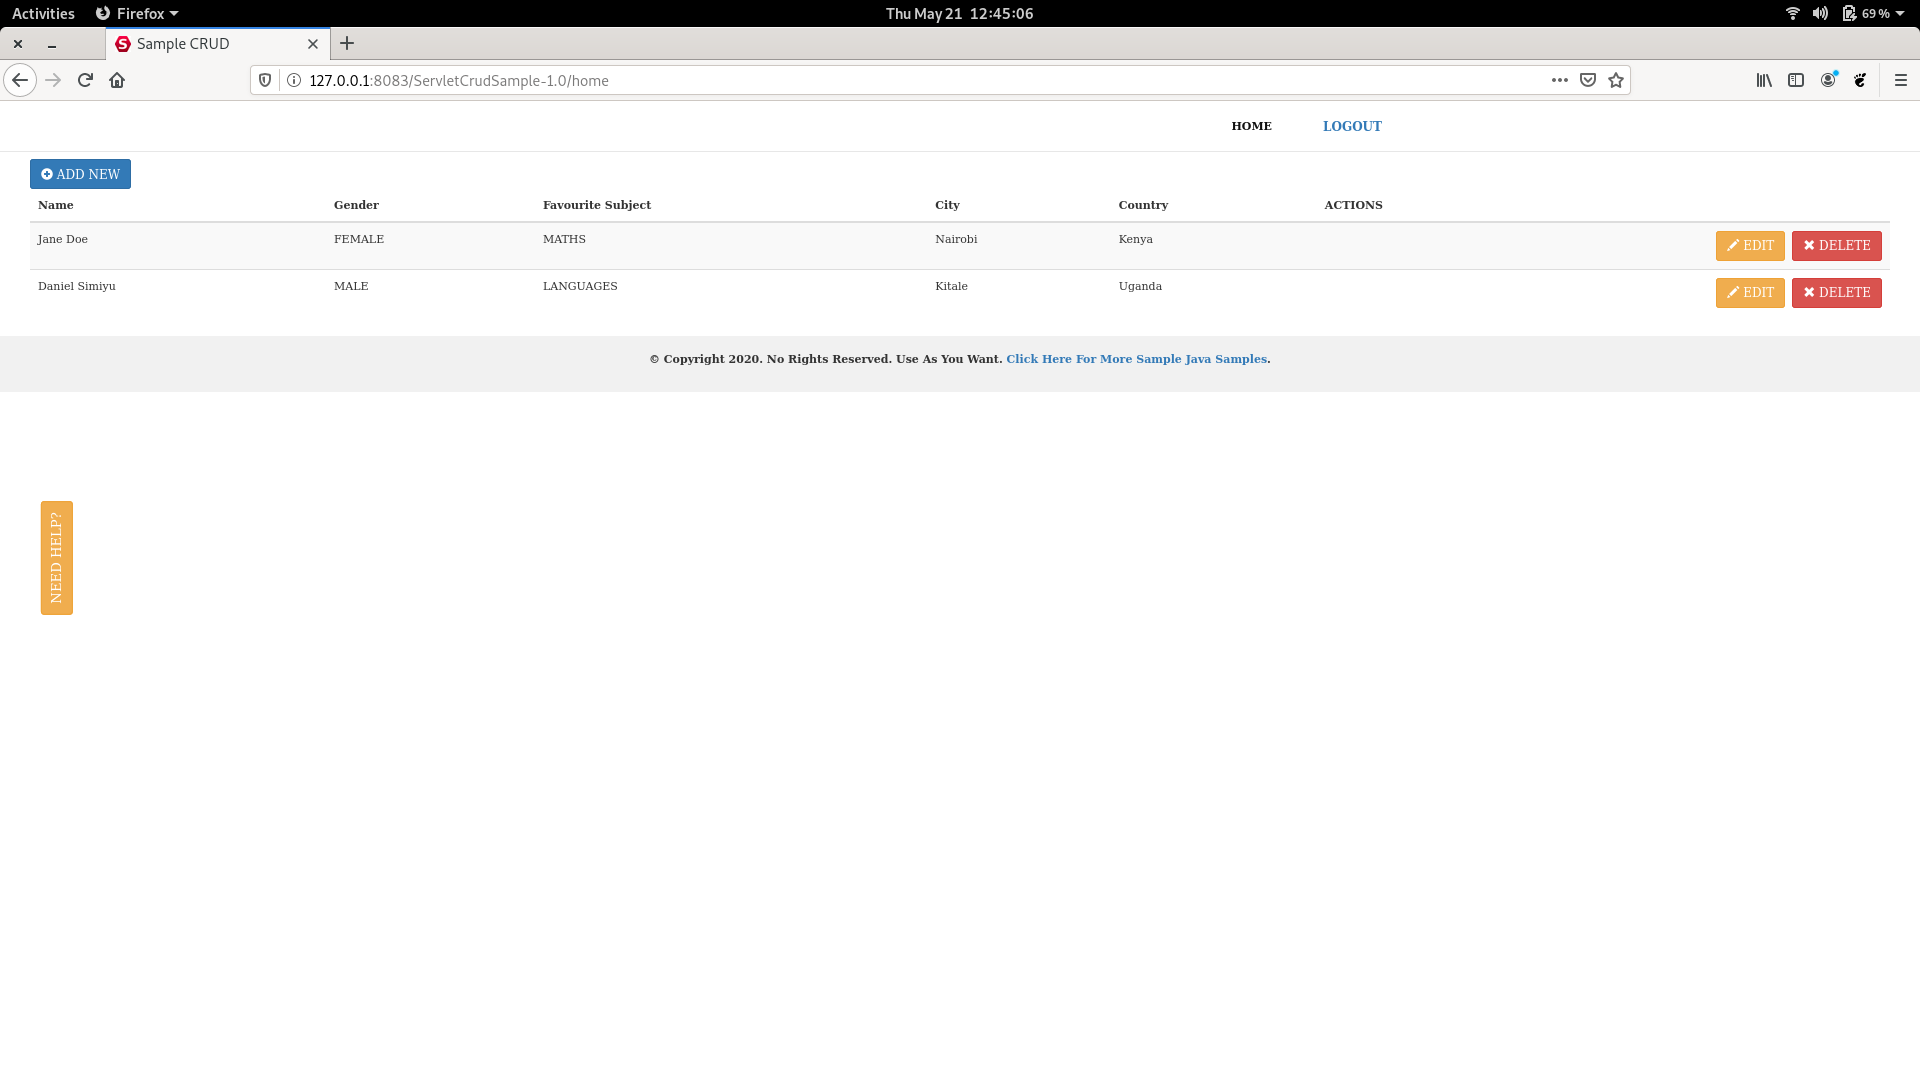 Activities Firefox Thu May 21 12:45:06 69 %
Sample CRUD
127.0.0.1:8083/ServletCrudSample-1.0/home
HOME LOGOUT
ADD NEW
Name Gender Favourite Subject City Country ACTIONS
Jane Doe FEMALE MATHS Nairobi Kenya EDIT DELETE
Daniel Simiyu MALE LANGUAGES Kitale Uganda EDIT DELETE
© Copyright 2020. No Rights Reserved. Use As You Want. Click Here For More Sample Java Samples.
NEED HELP?